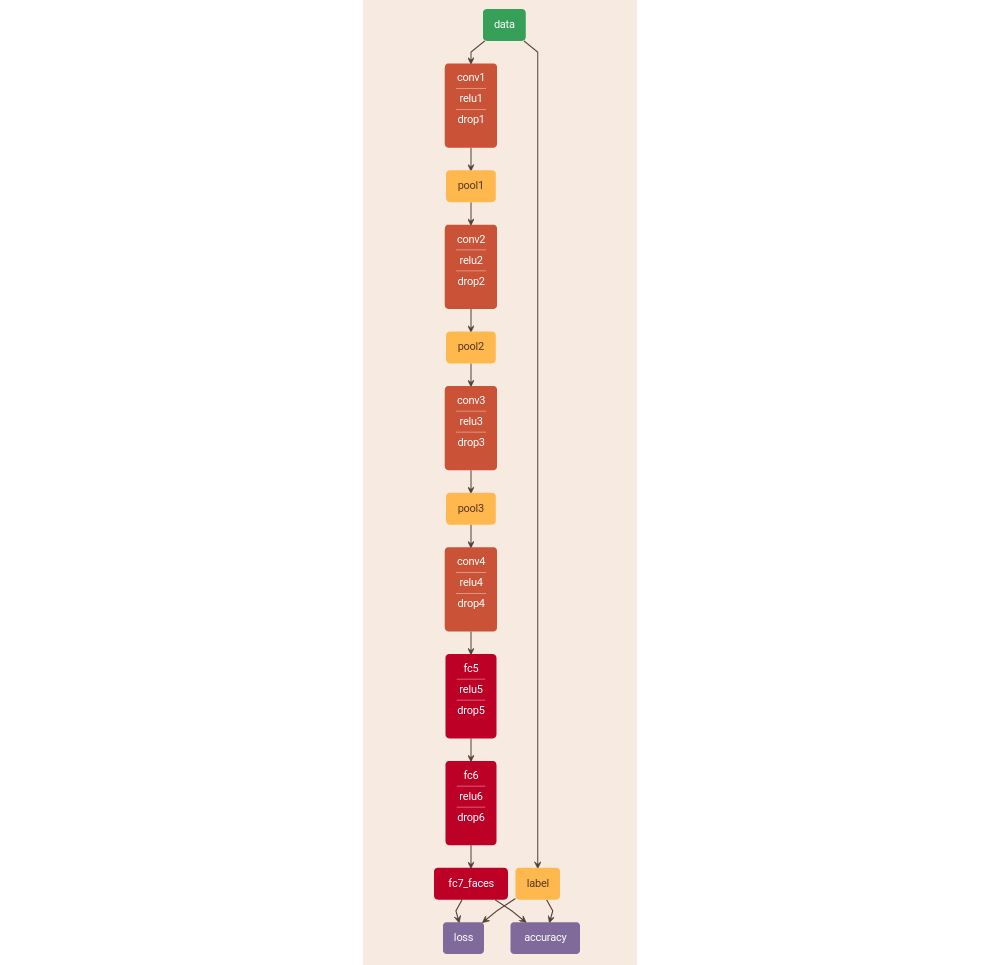 data
conv1
relu1
drop1
pool1
conv2
relu2
drop2
pool2
conv3
relu3
drop3
pool3
conv4
relu4
drop4
fc5
relu5
drop5
fc6
relu6
drop6
fc7_faces label
loss accuracy